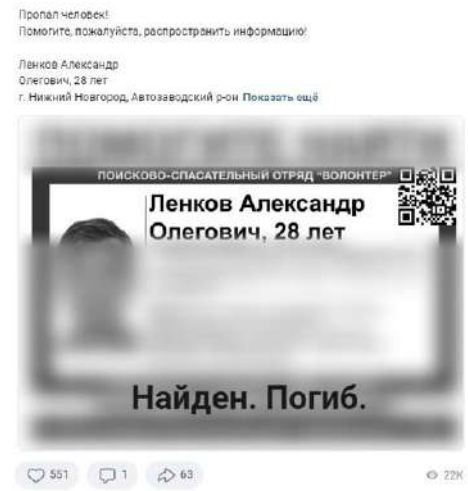 Пропал человек!
Помогите, пожалуйста, распространить информацию!
Ленков Александр
Олегович, 28 лет
г. Нижний Новгород, Автозаводский р-он Показать ещё
ПОИСКОВО-СПАСАТЕЛЬНЫЙ ОТРЯД "ВОЛОНТЕР"
Ленков Александр
Олегович, 28 лет
Найден. Погиб.
551 1 63 22K